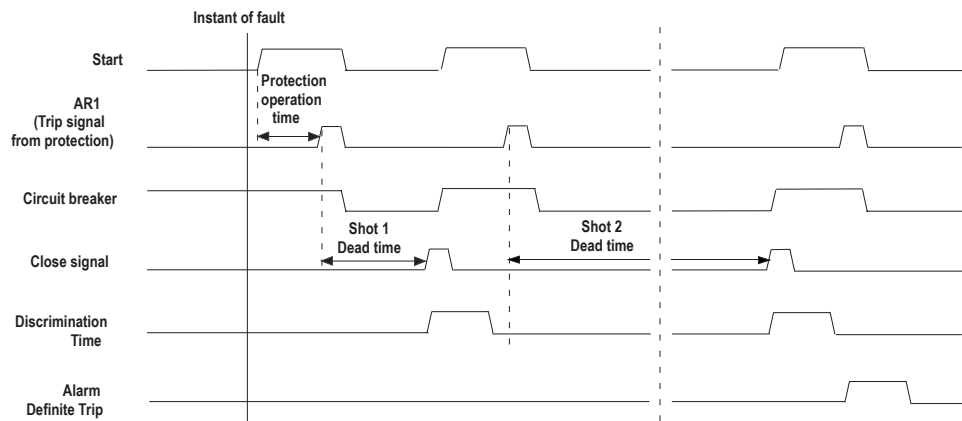 Instant of fault
Start
Protection
operation
time
AR1
(Trip signal
from protection)
Circuit breaker
Shot 1
Dead time
Shot 2
Dead time
Close signal
Discrimination
Time
Alarm
Definite Trip